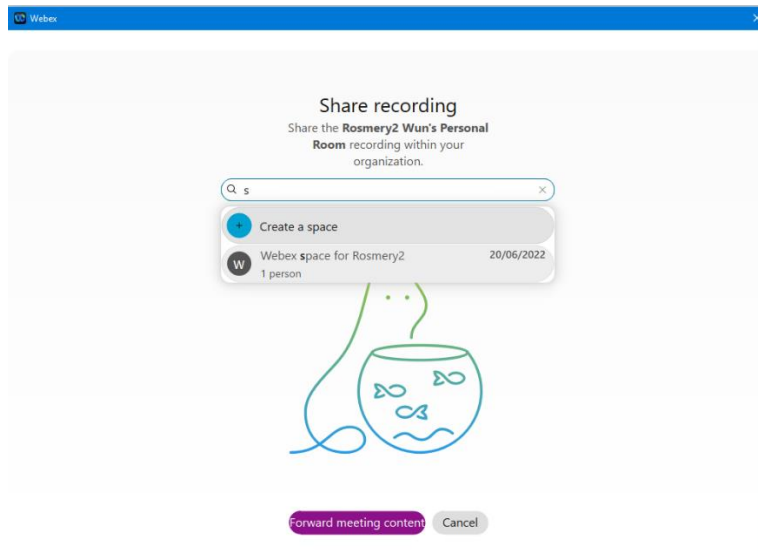 Webex
Share recording
Share the Rosmery2 Wun's Personal
Room recording within your
organization.
s
Create a space
Webex space for Rosmery2 20/06/2022
W
1 person
Forward meeting content Cancel